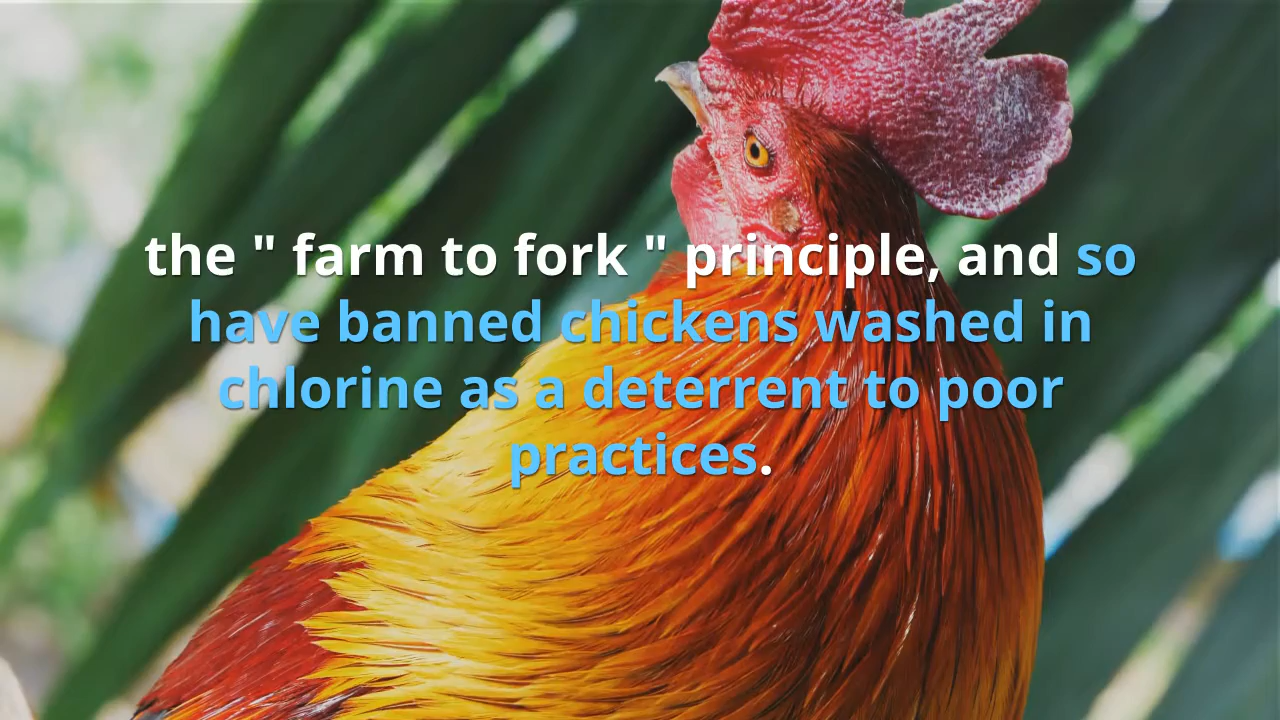 the " farm to fork " principle, and so
have banned chickens washed in
chlorine as a deterrent to poor
practices.